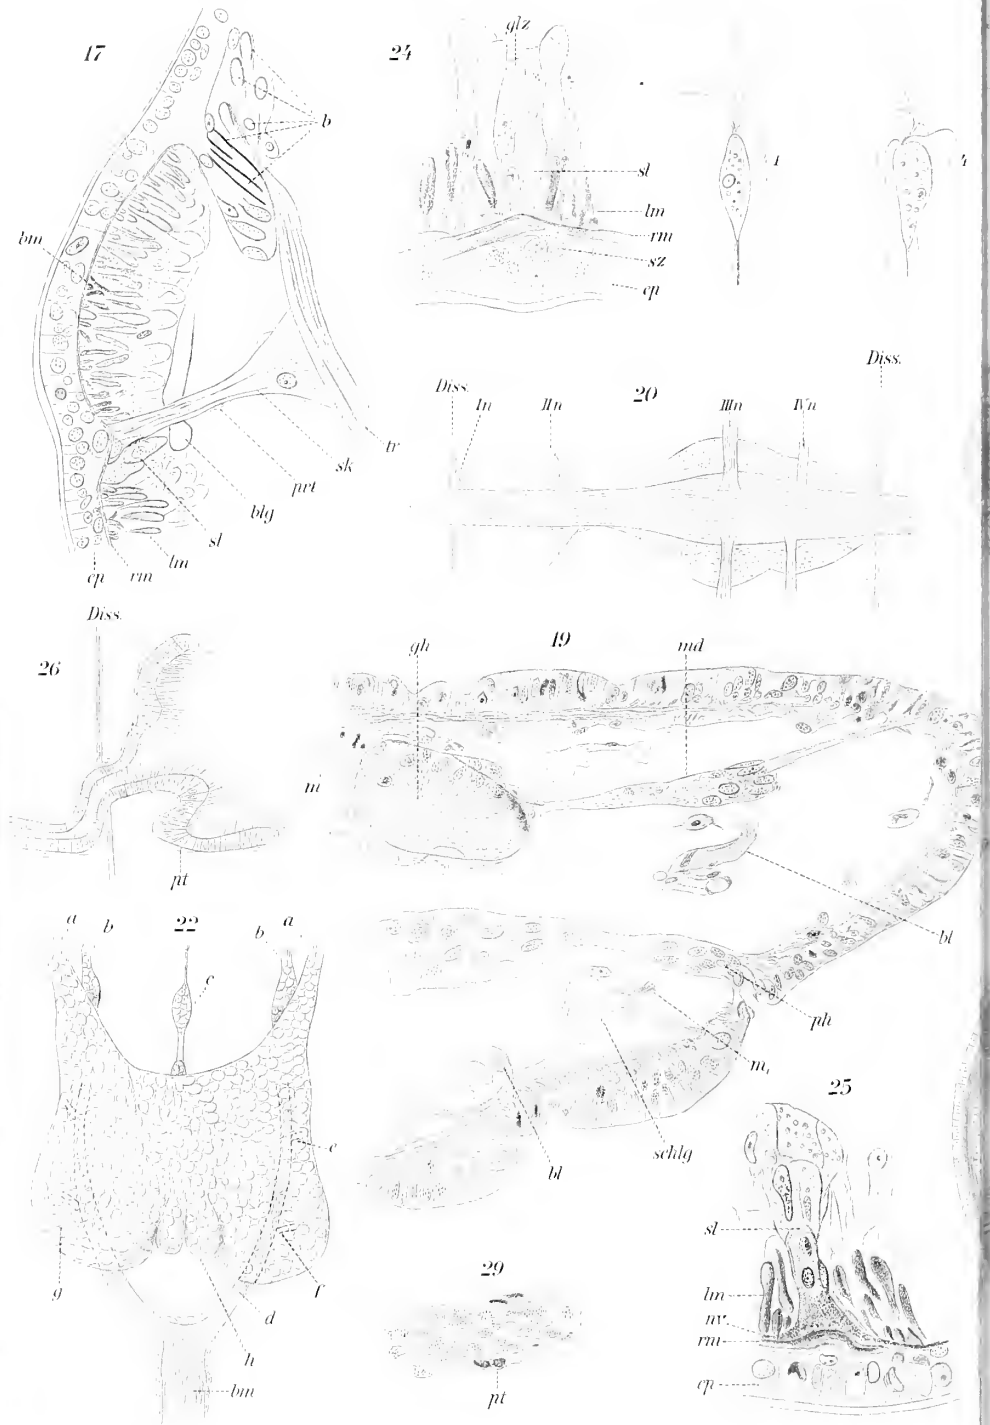 17
b
bm
tr
sk
prt
blg
sl
lm
rm
ep
24
glz
sl
lm
rm
sz
ep
4
Diss.
In
IIn
20
IIIn
IVn
Diss.
Diss.
26
pt
gh
19
md
m
bl
ph
m,
schlg
bl
a
b
22
b
a
c
e
g
f
d
h
bm
29
pt
25
sl
lm
nv
rm
ep